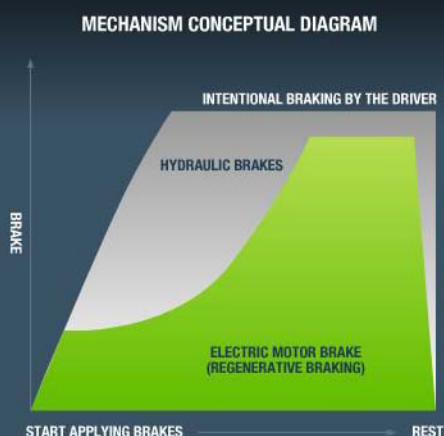 MECHANISM CONCEPTUAL DIAGRAM
INTENTIONAL BRAKING BY THE DRIVER
HYDRAULIC BRAKES
BRAKE
ELECTRIC MOTOR BRAKE
(REGENERATIVE BRAKING)
START APPLYING BRAKES
REST